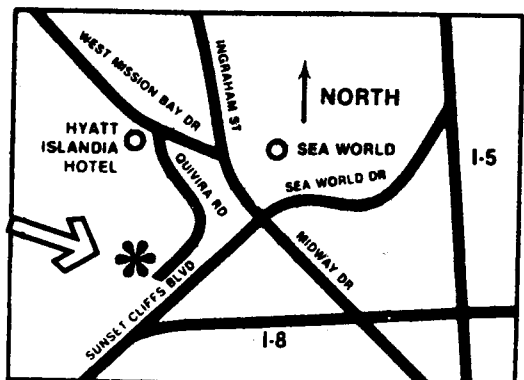 WEST MISSION BAY DR
INGRAHAM ST
NORTH
HYATT
ISLANDIA
HOTEL
SEA WORLD
I-5
QUIVIRA RD
SEA WORLD DR
MIDWAY DR
SUNSET CLIFFS BLVD
I-8